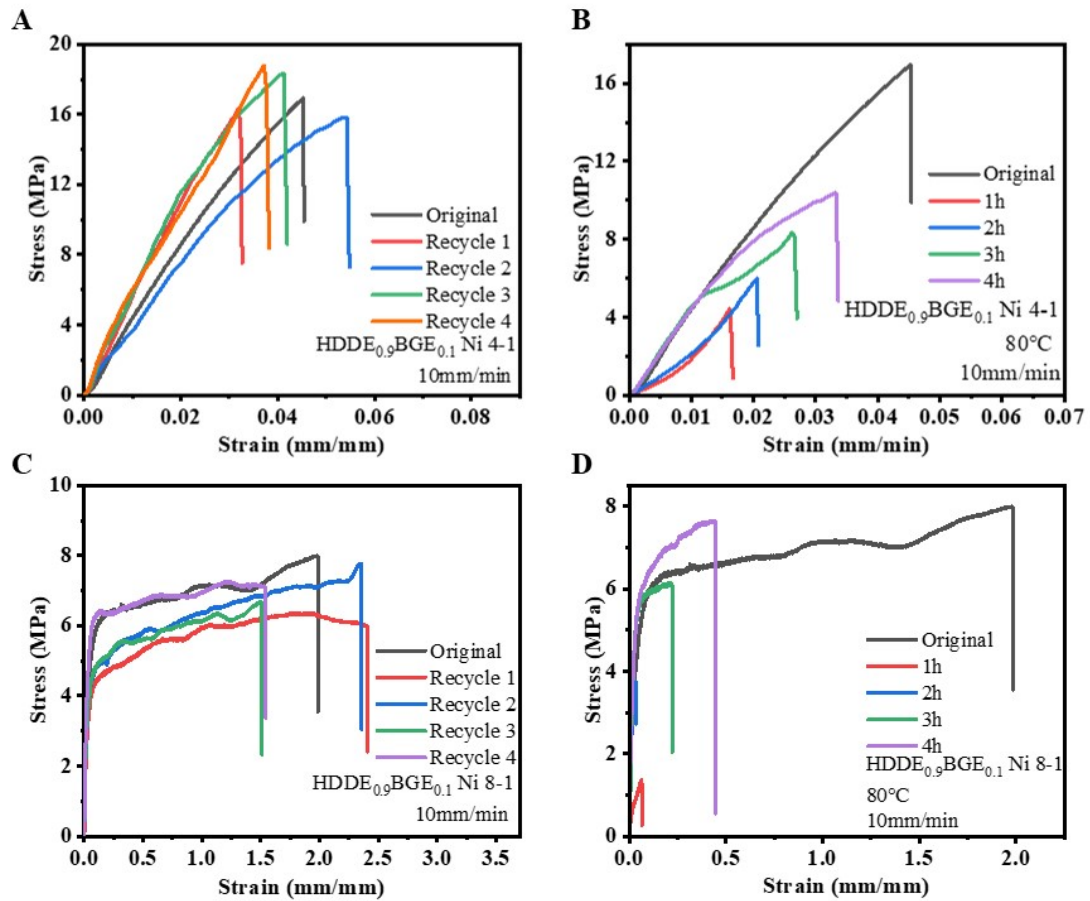 A
20
16
12
8
4
0
Stress (MPa)
Original
Recycle 1
Recycle 2
Recycle 3
Recycle 4
HDDE0.9BGE0.1 Ni 4-1
10mm/min
0.00 0.02 0.04 0.06 0.08
Strain (mm/mm)
B
16
12
8
4
0
Stress (MPa)
Original
1h
2h
3h
4h
HDDE0.9BGE0.1 Ni 4-1
80°C
10mm/min
0.00 0.01 0.02 0.03 0.04 0.05 0.06 0.07
Strain (mm/min)
C
10
8
6
4
2
0
Stress (MPa)
Original
Recycle 1
Recycle 2
Recycle 3
Recycle 4
HDDE0.9BGE0.1 Ni 8-1
10mm/min
0.0 0.5 1.0 1.5 2.0 2.5 3.0 3.5
Strain (mm/mm)
D
8
6
4
2
0
Stress (MPa)
Original
1h
2h
3h
4h
HDDE0.9BGE0.1 Ni 8-1
80°C
10mm/min
0.0 0.5 1.0 1.5 2.0
Strain (mm/mm)